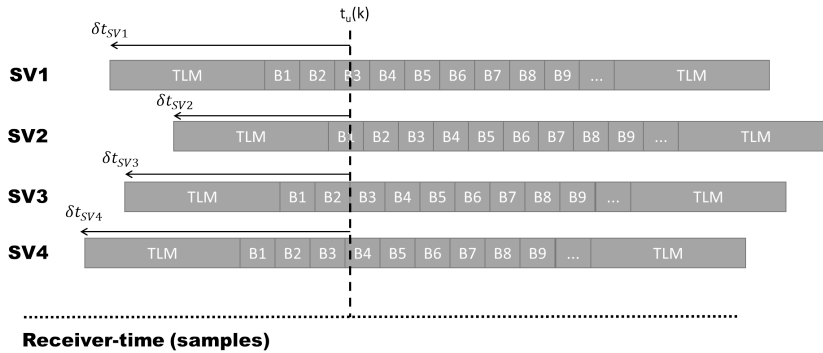 t_u(k)
δt_SV1
SV1 TLM B1 B2 B3 B4 B5 B6 B7 B8 B9 ... TLM
δt_SV2
SV2 TLM B1 B2 B3 B4 B5 B6 B7 B8 B9 ... TLM
δt_SV3
SV3 TLM B1 B2 B3 B4 B5 B6 B7 B8 B9 ... TLM
δt_SV4
SV4 TLM B1 B2 B3 B4 B5 B6 B7 B8 B9 ... TLM
Receiver-time (samples)